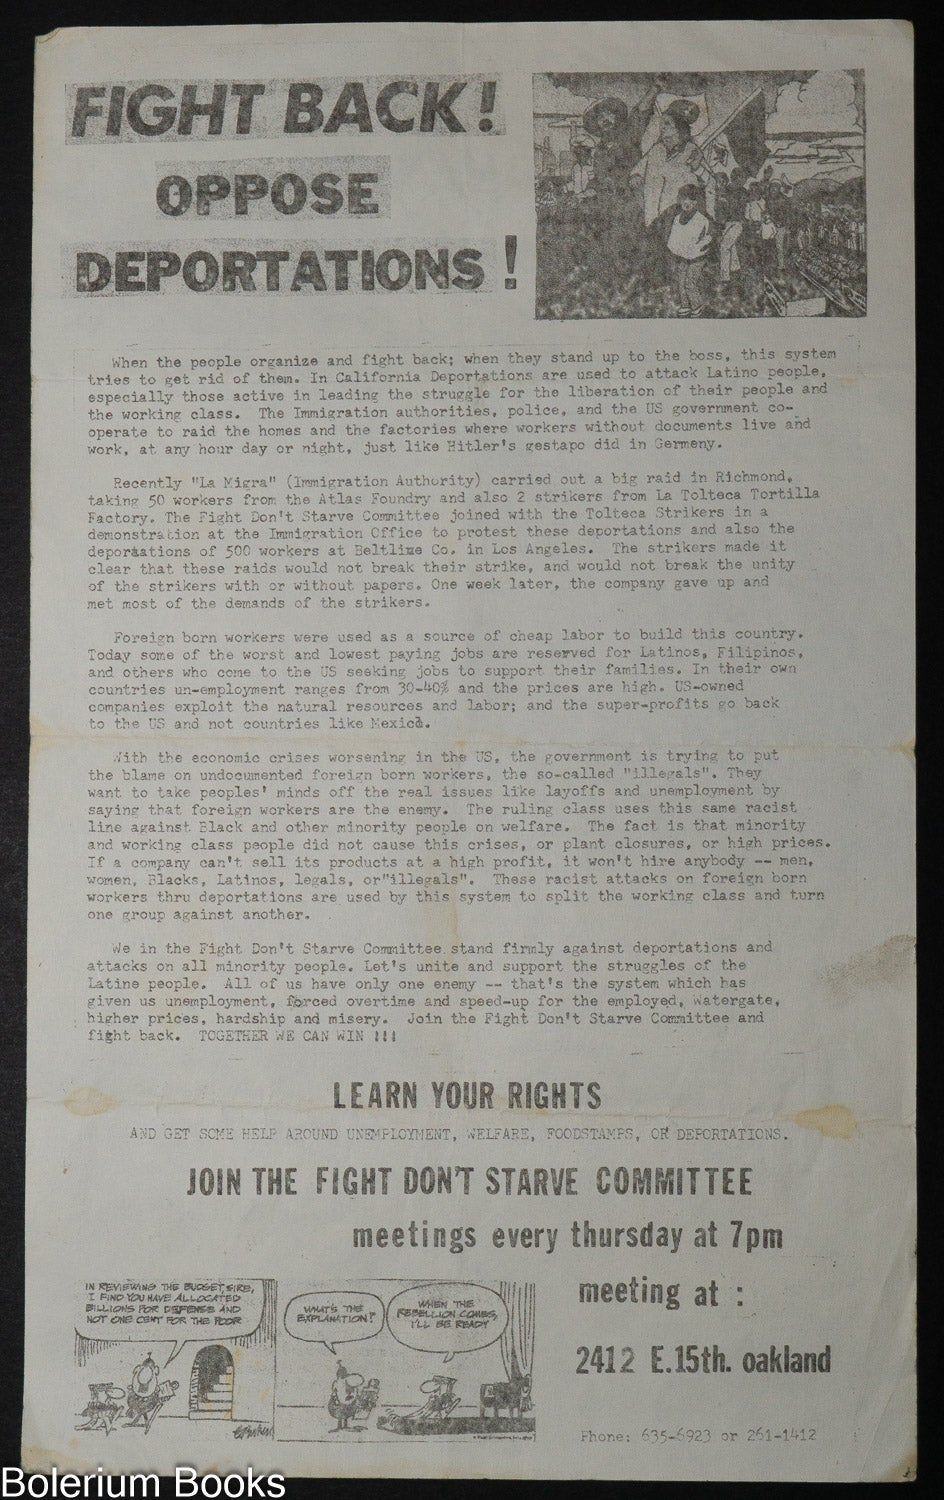 FIGHT BACK!
OPPOSE
DEPORTATIONS!
When the people organize and fight back; when they stand up to the boss, this system
tries to get rid of them. In California Deportations are used to attack Latino people,
especially those active in leading the struggle for the liberation of their people and
the working class. The Immigration authorities, police, and the US government co-
operate to raid the homes and the factories where workers without documents live and
work, at any hour day or night, just like Hitler's gestapo did in Germeny.
Recently "La Migra" (Immigration Authority) carried out a big raid in Richmond,
taking 50 workers from the Atlas Foundry and also 2 strikers from La Tolteca Tortilla
Factory. The Fight Don't Starve Committee joined with the Tolteca Strikers in a
demonstration at the Immigration Office to protest these deportations and also the
deportations of 500 workers at Beltline Co. in Los Angeles. The strikers made it
clear that these raids would not break their strike, and would not break the unity
of the strikers with or without papers. One week later, the company gave up and
met most of the demands of the strikers.
Foreign born workers were used as a source of cheap labor to build this country.
Today some of the worst and lowest paying jobs are reserved for Latinos, Filipinos,
and others who come to the US seeking jobs to support their families. In their own
countries un-employment ranges from 30-40% and the prices are high. US-owned
companies exploit the natural resources and labor; and the super-profits go back
to the US and not countries like Mexico.
With the economic crises worsening in the US, the government is trying to put
the blame on undocumented foreign born workers, the so-called "illegals". They
want to take peoples' minds off the real issues like layoffs and unemployment by
saying that foreign workers are the enemy. The ruling class uses this same racist
line against Black and other minority people on welfare. The fact is that minority
and working class people did not cause this crises, or plant closures, or high prices.
If a company can't sell its products at a high profit, it won't hire anybody -- men,
women, Blacks, Latinos, legals, or"illegals". These racist attacks on foreign born
workers thru deportations are used by this system to split the working class and turn
one group against another.
We in the Fight Don't Starve Committee stand firmly against deportations and
attacks on all minority people. Let's unite and support the struggles of the
Latine people. All of us have only one enemy -- that's the system which has
given us unemployment, forced overtime and speed-up for the employed, Watergate,
higher prices, hardship and misery. Join the Fight Don't Starve Committee and
fight back. TOGETHER WE CAN WIN !!!
LEARN YOUR RIGHTS
AND GET SOME HELP AROUND UNEMPLOYMENT, WELFARE, FOODSTAMPS, OR DEPORTATIONS.
JOIN THE FIGHT DON'T STARVE COMMITTEE
meetings every thursday at 7pm
meeting at :
2412 E.15th. oakland
Phone: 635-6923 or 261-1412
IN REVIEWING THE BUDGET, SIRE,
I FIND YOU HAVE ALLOCATED
BILLIONS FOR DEFENSE AND
NOT ONE CENT FOR THE POOR
WHAT'S THE
EXPLANATION?
WHEN THE
REBELLION COMES,
I'LL BE READY
Bolerium Books